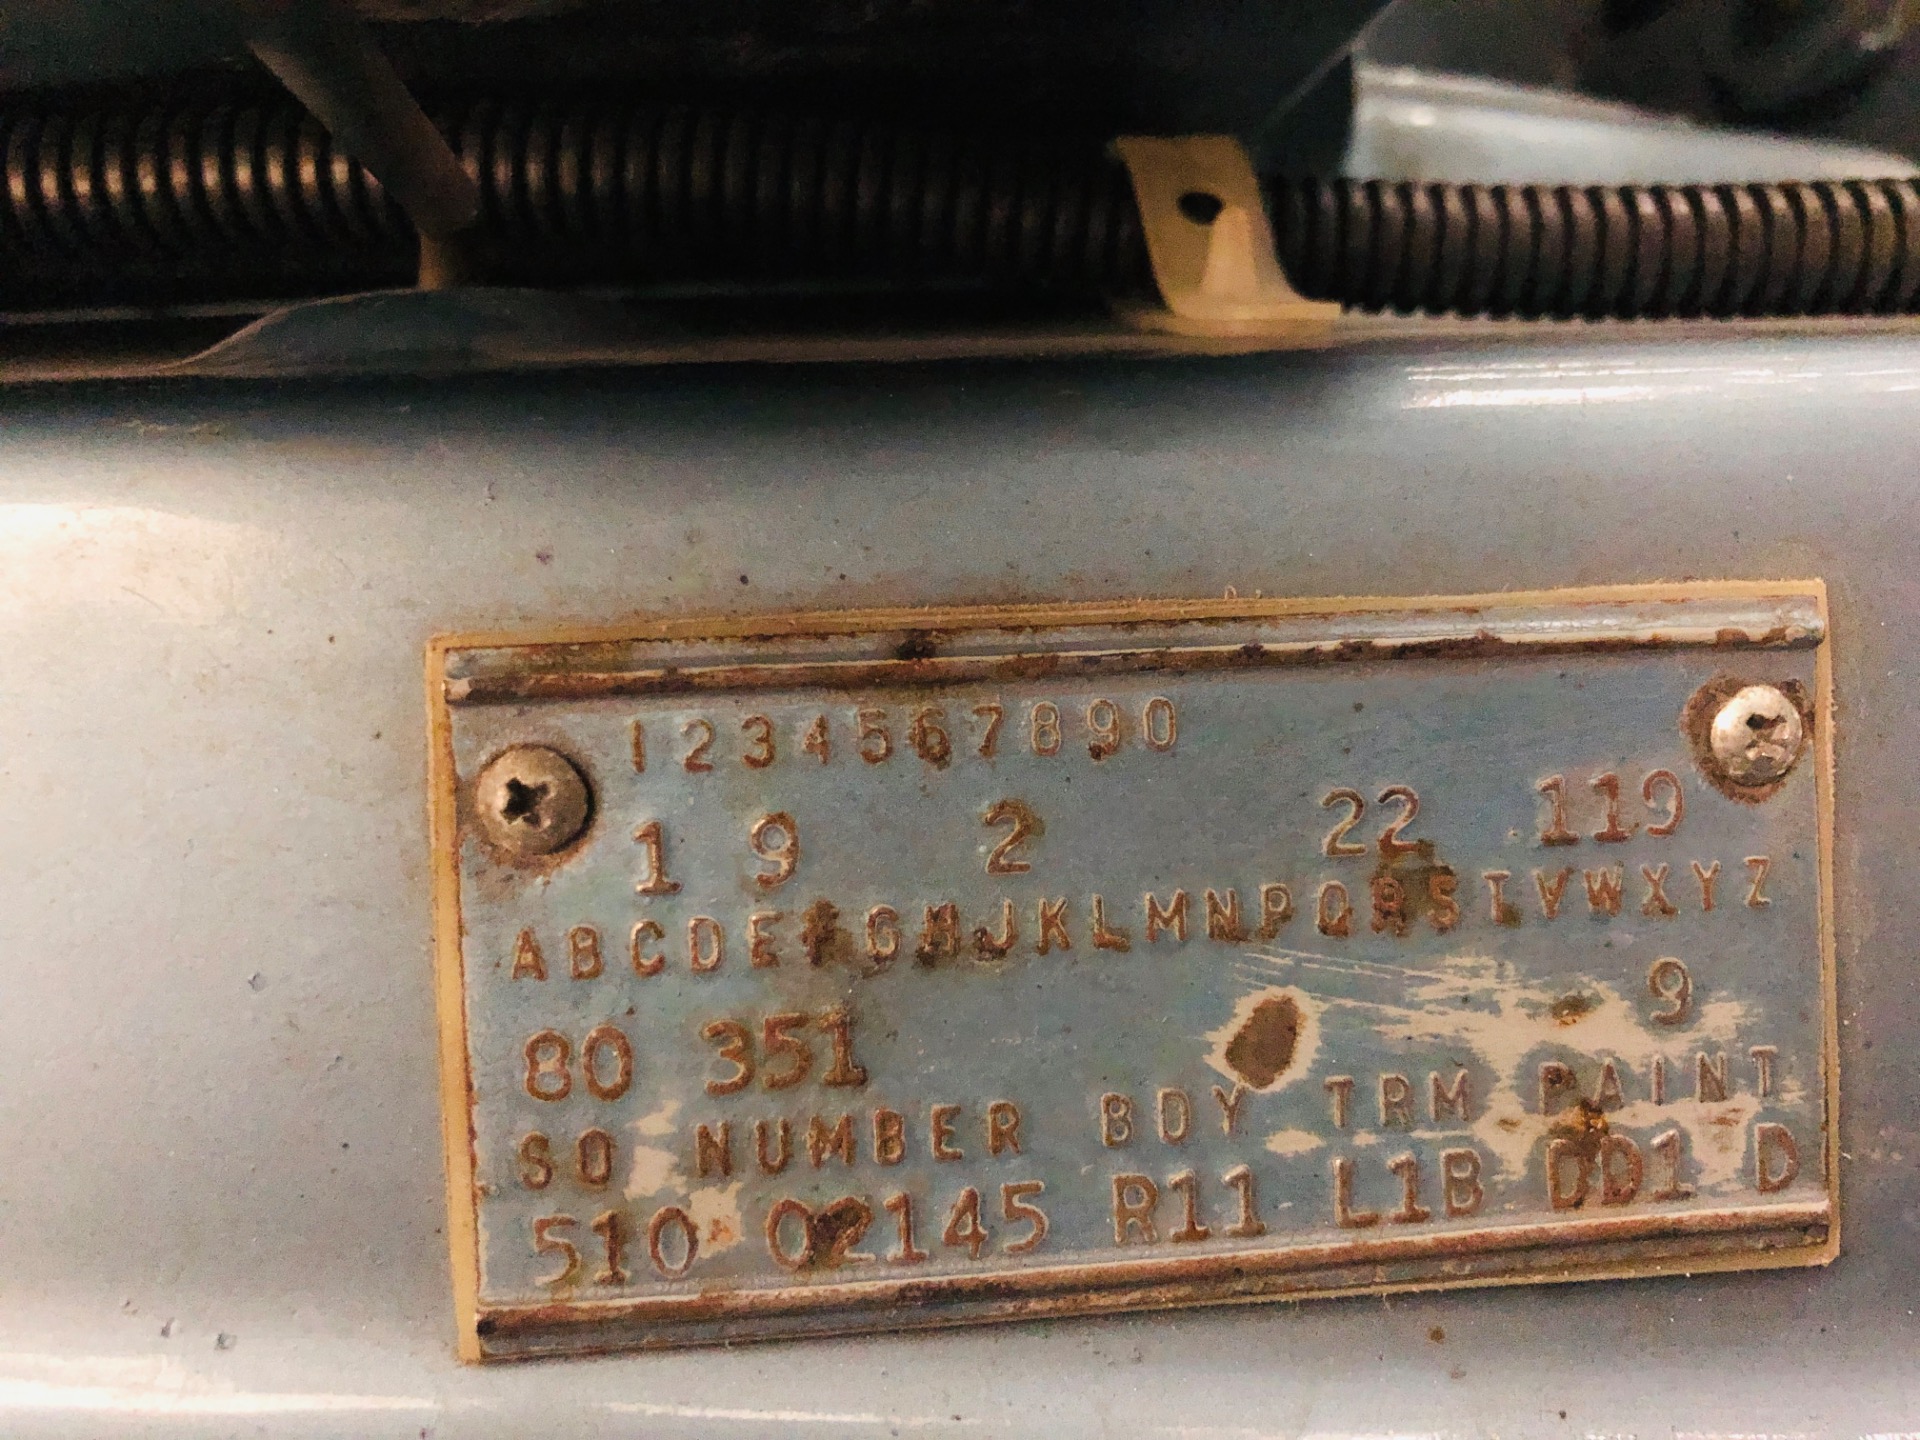 1234567890
1 9 2 22 119
ABCDEFGHJKLMNPQRSTVWXYZ
80 351 9
SO NUMBER BDY TRM PAINT
510 02145 R11 L1B DD1 D